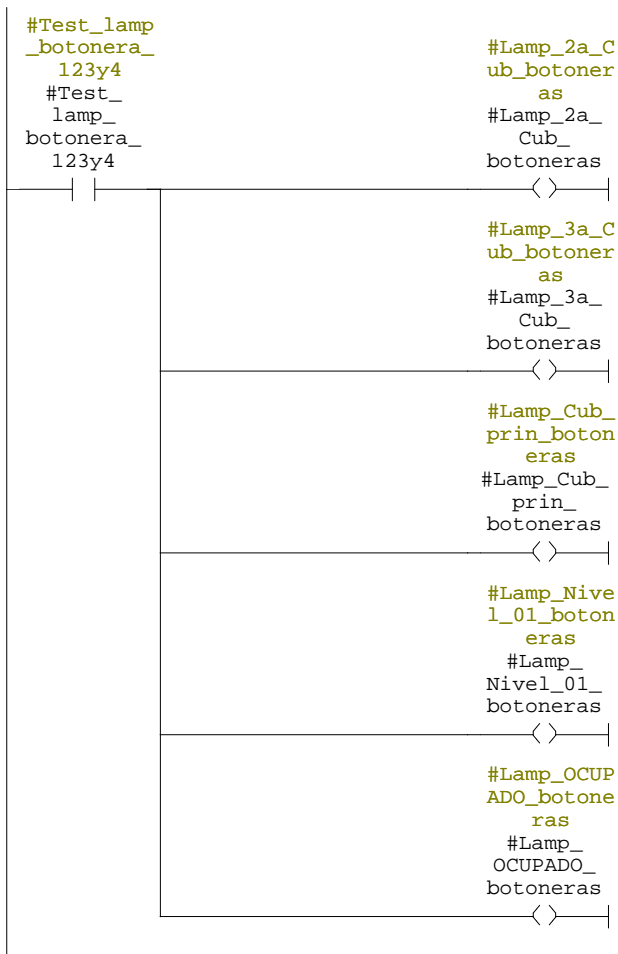 #Test_lamp
_botonera_
123y4
#Test_
lamp_
botonera_
123y4
#Lamp_2a_C
ub_botoner
as
#Lamp_2a_
Cub_
botoneras
#Lamp_3a_C
ub_botoner
as
#Lamp_3a_
Cub_
botoneras
#Lamp_Cub_
prin_boton
eras
#Lamp_Cub_
prin_
botoneras
#Lamp_Nive
l_01_boton
eras
#Lamp_
Nivel_01_
botoneras
#Lamp_OCUP
ADO_botone
ras
#Lamp_
OCUPADO_
botoneras